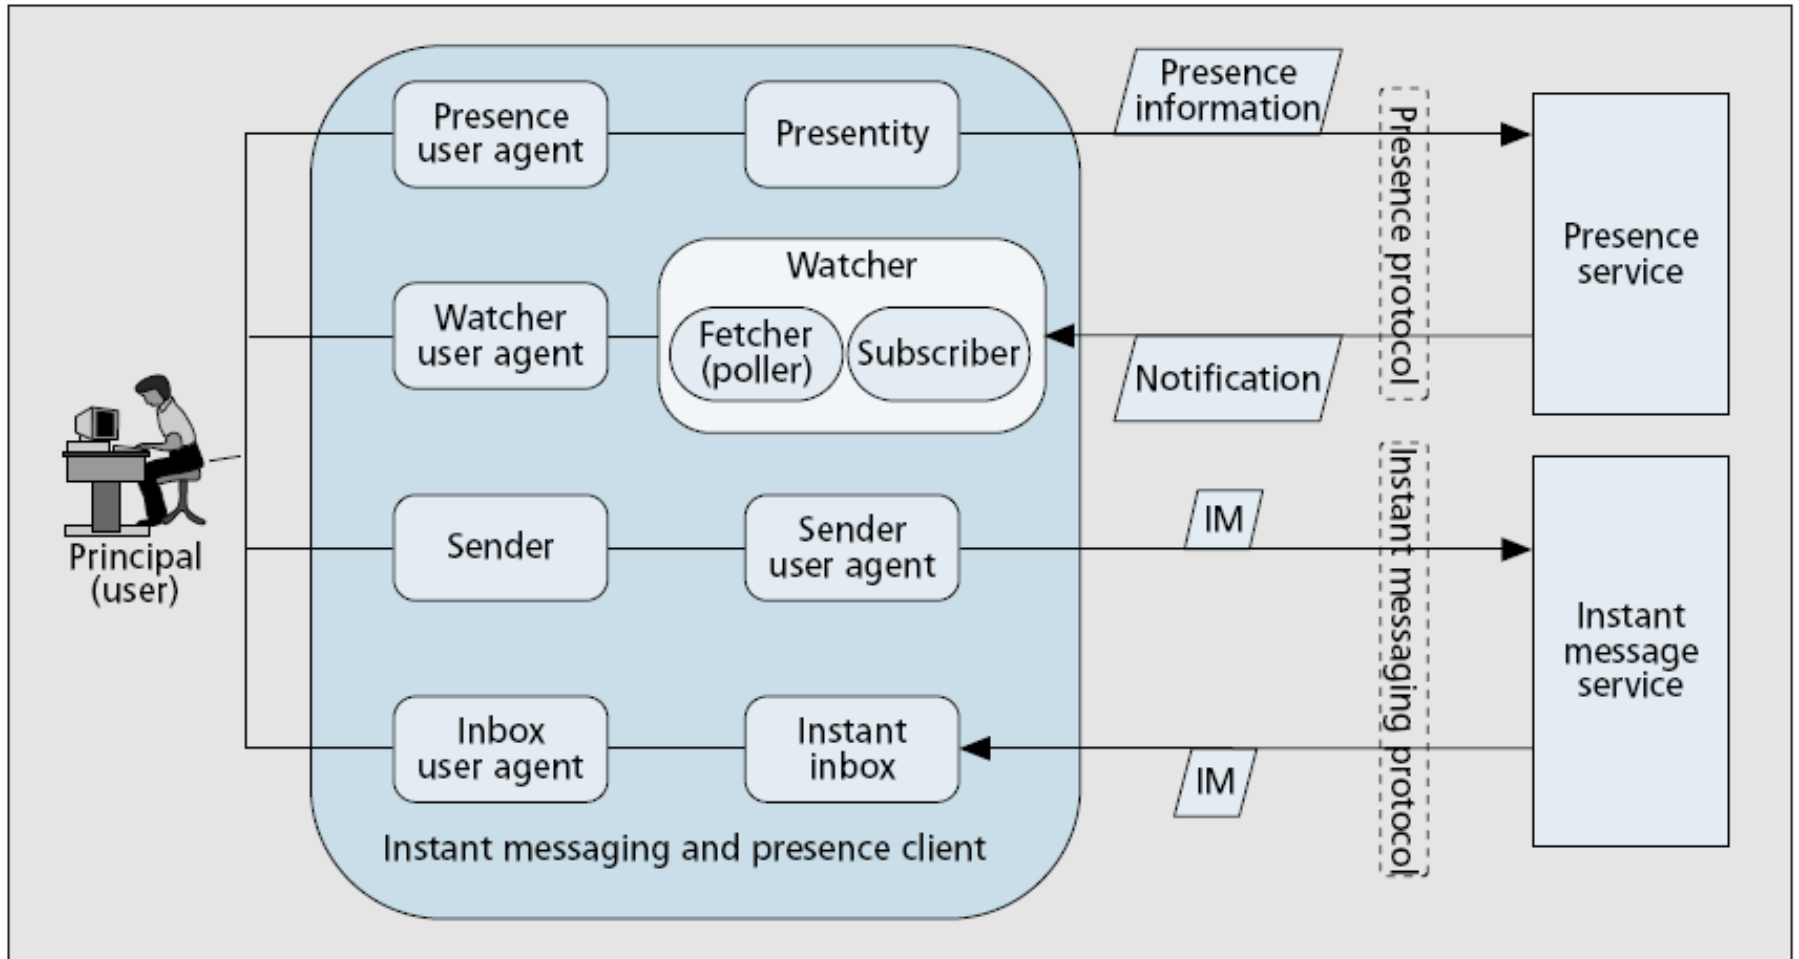 Presence
user agent
Presentity
Presence
information
Presence protocol
Presence
service
Watcher
user agent
Watcher
Fetcher
(poller)
Subscriber
Notification
Principal
(user)
Sender
Sender
user agent
IM
Instant messaging protocol
Instant
message
service
Inbox
user agent
Instant
inbox
IM
Instant messaging and presence client